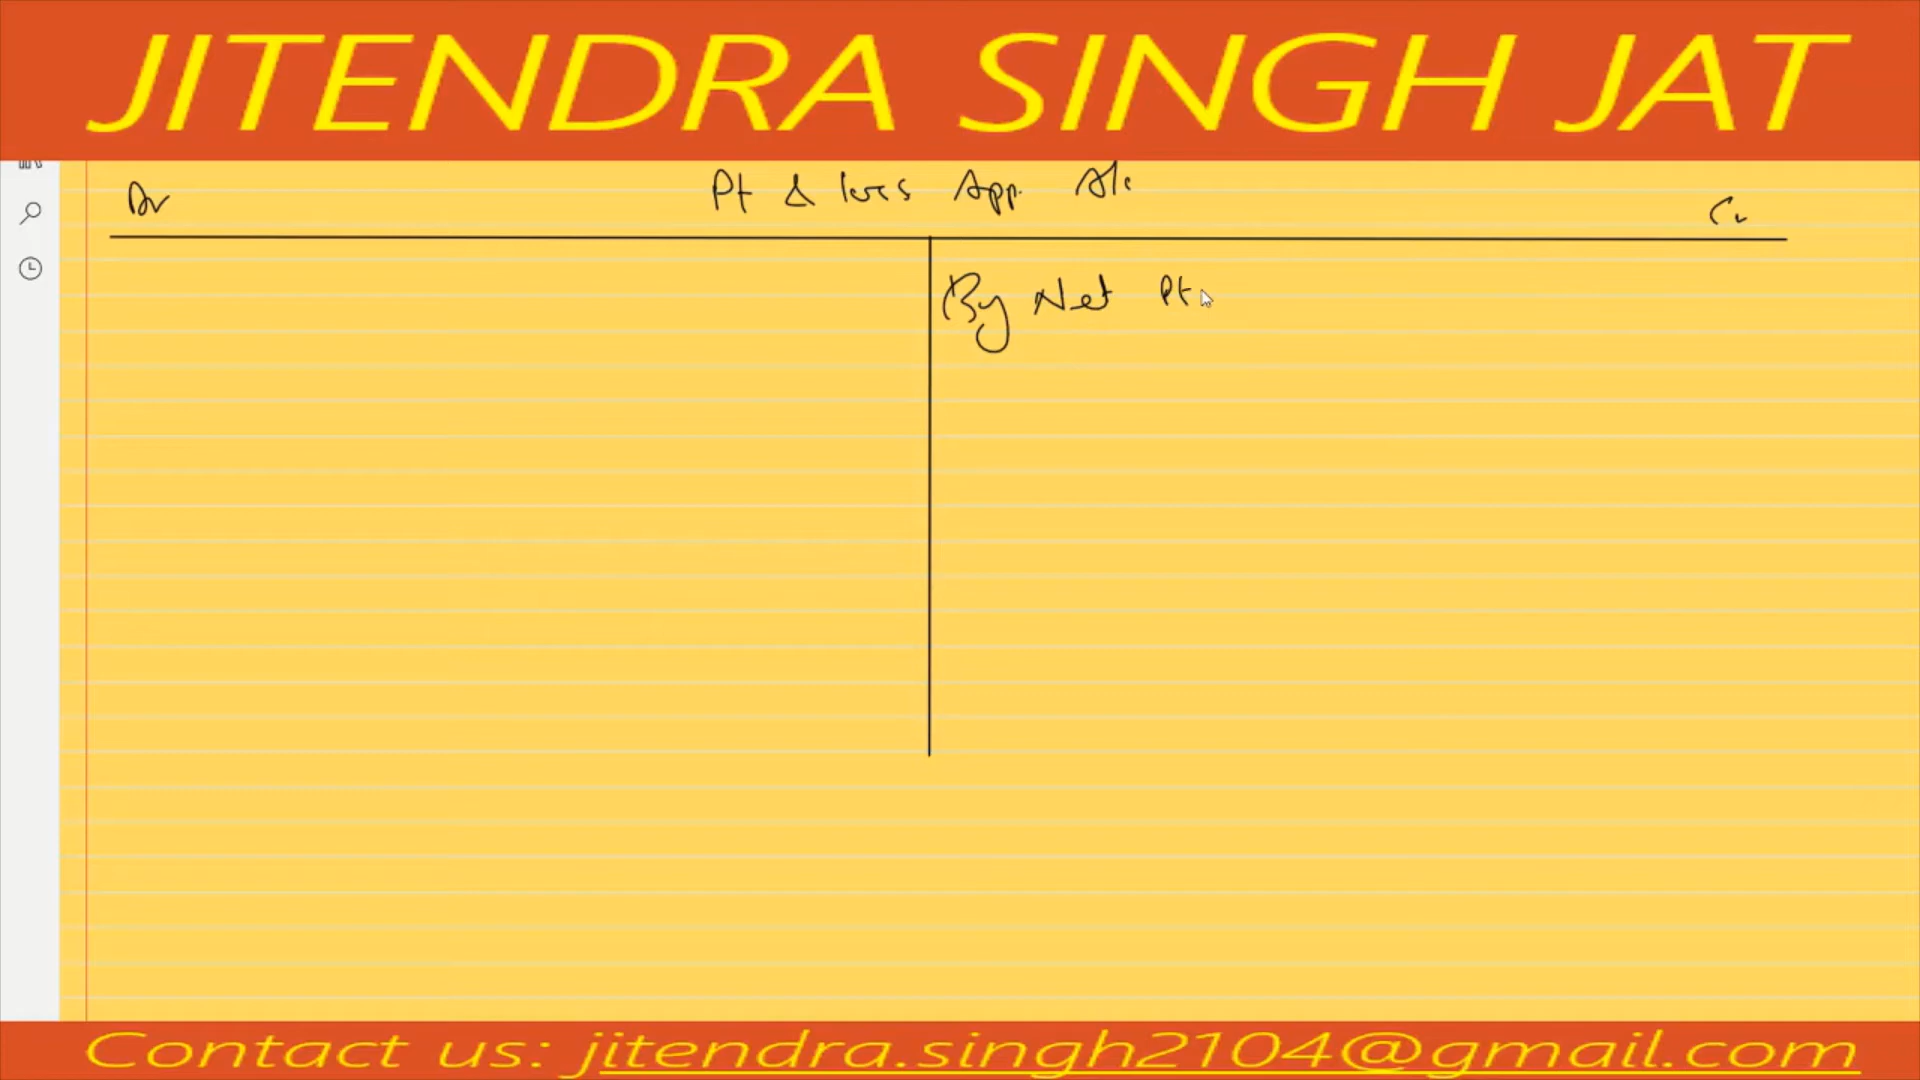 JITENDRA SINGH JAT
Pt & loss App. A/c
Dr
Cr
By Net Pt
Contact us: jitendra.singh2104@gmail.com